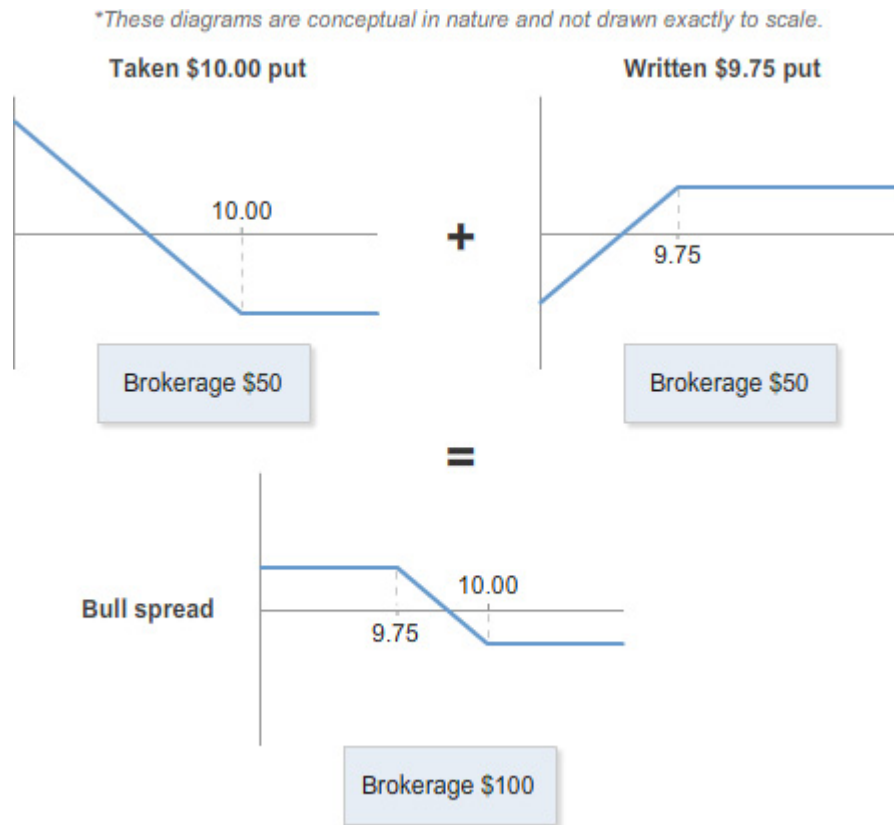 *These diagrams are conceptual in nature and not drawn exactly to scale.
Taken $10.00 put
Written $9.75 put
10.00
+
9.75
Brokerage $50
Brokerage $50
=
Bull spread
10.00
9.75
Brokerage $100